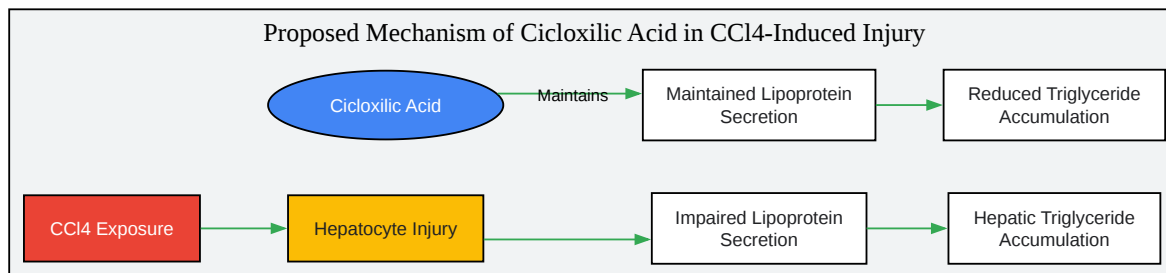 Proposed Mechanism of Cicloxilic Acid in CCl4-Induced Injury
Cicloxilic Acid
Maintains
Maintained Lipoprotein
Secretion
Reduced Triglyceride
Accumulation
CCl4 Exposure
Hepatocyte Injury
Impaired Lipoprotein
Secretion
Hepatic Triglyceride
Accumulation